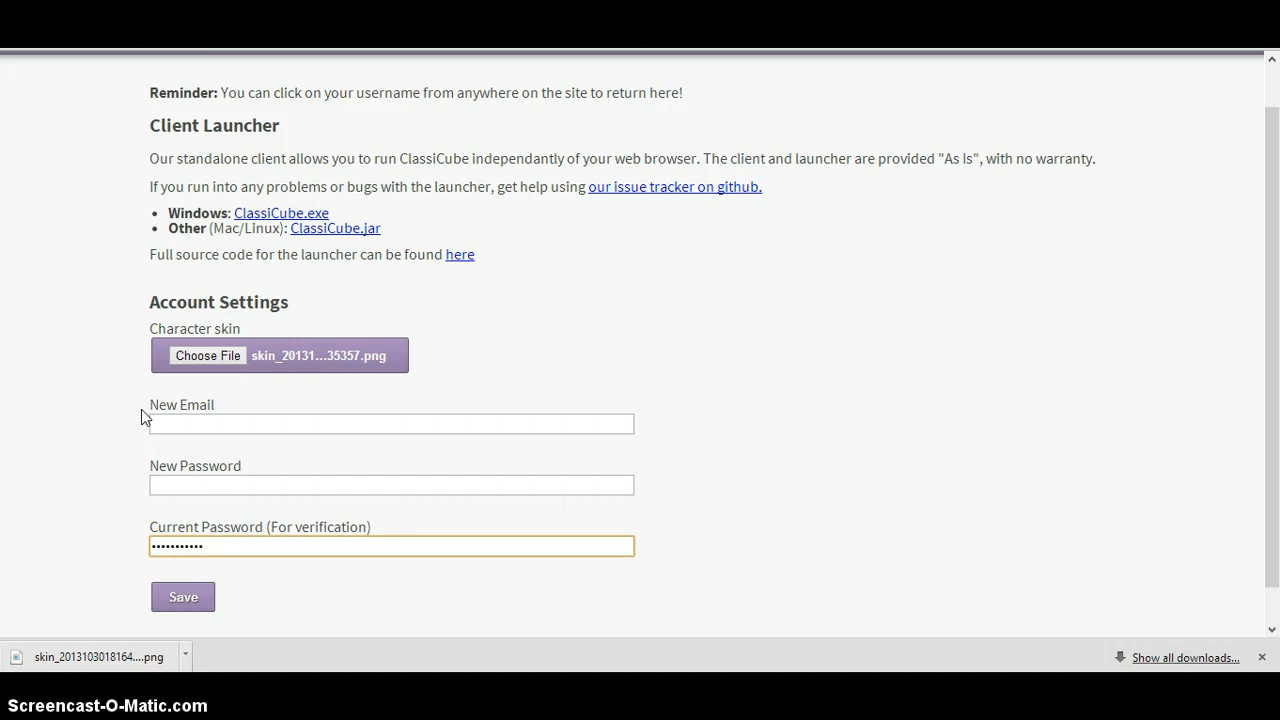 Reminder: You can click on your username from anywhere on the site to return here!
Client Launcher
Our standalone client allows you to run ClassiCube independantly of your web browser. The client and launcher are provided "As Is", with no warranty.
If you run into any problems or bugs with the launcher, get help using our issue tracker on github.
• Windows: ClassiCube.exe
• Other (Mac/Linux): ClassiCube.jar
Full source code for the launcher can be found here
Account Settings
Character skin
Choose File skin_20131...35357.png
New Email
New Password
Current Password (For verification)
•••••••••••
Save
skin_2013103018164....png
Show all downloads...
Screencast-O-Matic.com